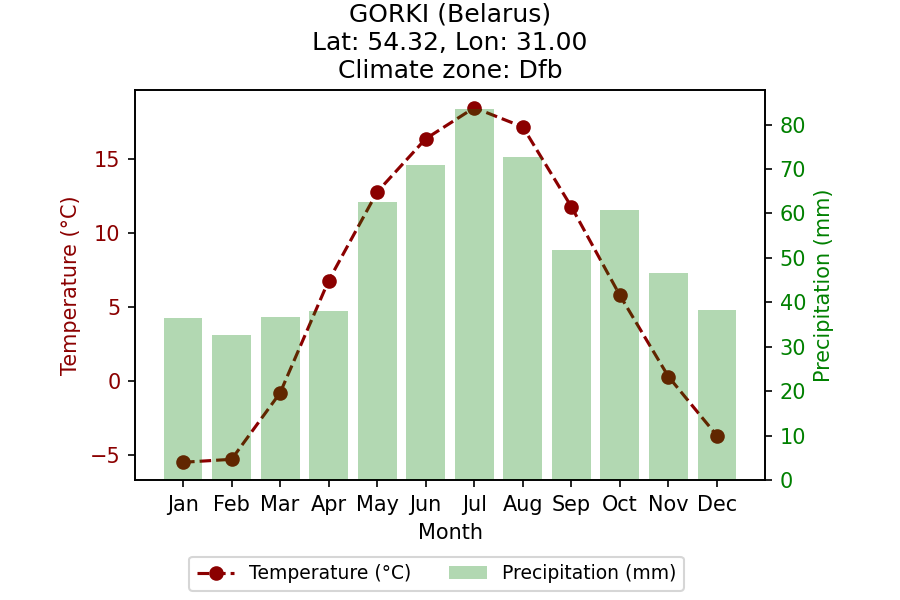 GORKI (Belarus)
Lat: 54.32, Lon: 31.00
Climate zone: Dfb
Temperature (°C)
15
10
5
0
−5
80
70
60
50
40
30
20
10
0
Precipitation (mm)
Jan Feb Mar Apr May Jun Jul Aug Sep Oct Nov Dec
Month
Temperature (°C) Precipitation (mm)